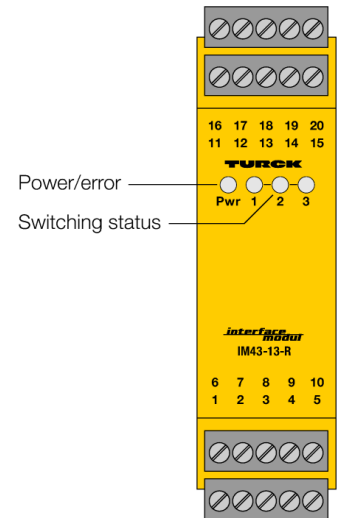 16 17 18 19 20
11 12 13 14 15
TURCK
Power/error
Pwr 1 2 3
Switching status
interface
modul
IM43-13-R
6 7 8 9 10
1 2 3 4 5